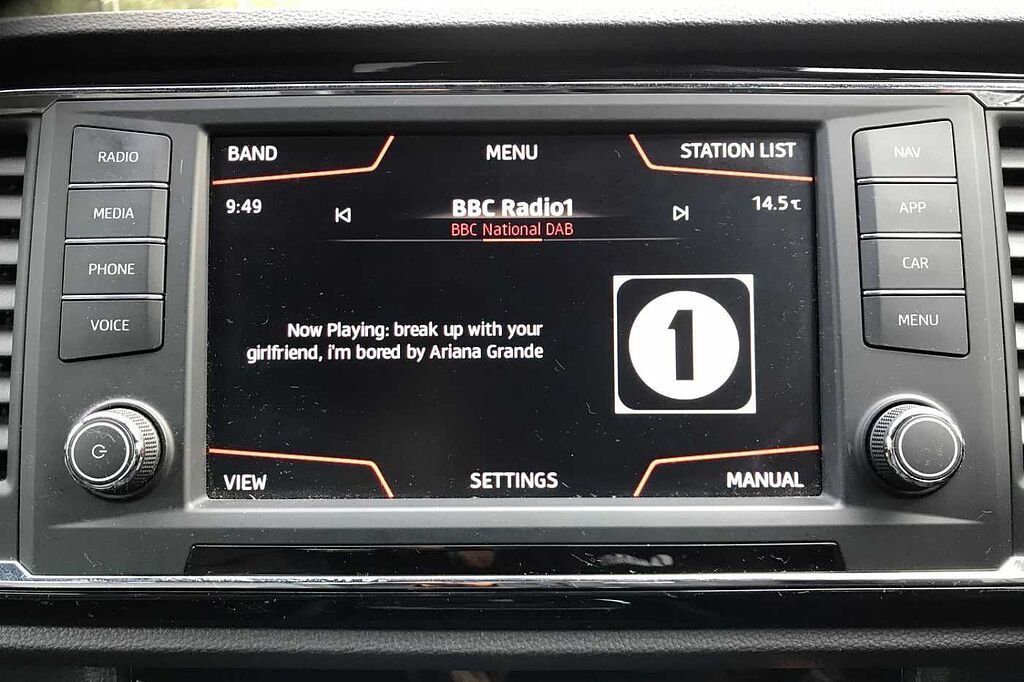 RADIO
MEDIA
PHONE
VOICE
BAND
MENU
STATION LIST
9:49
BBC Radio1
14.5℃
BBC National DAB
Now Playing: break up with your
girlfriend, i'm bored by Ariana Grande
1
VIEW
SETTINGS
MANUAL
NAV
APP
CAR
MENU